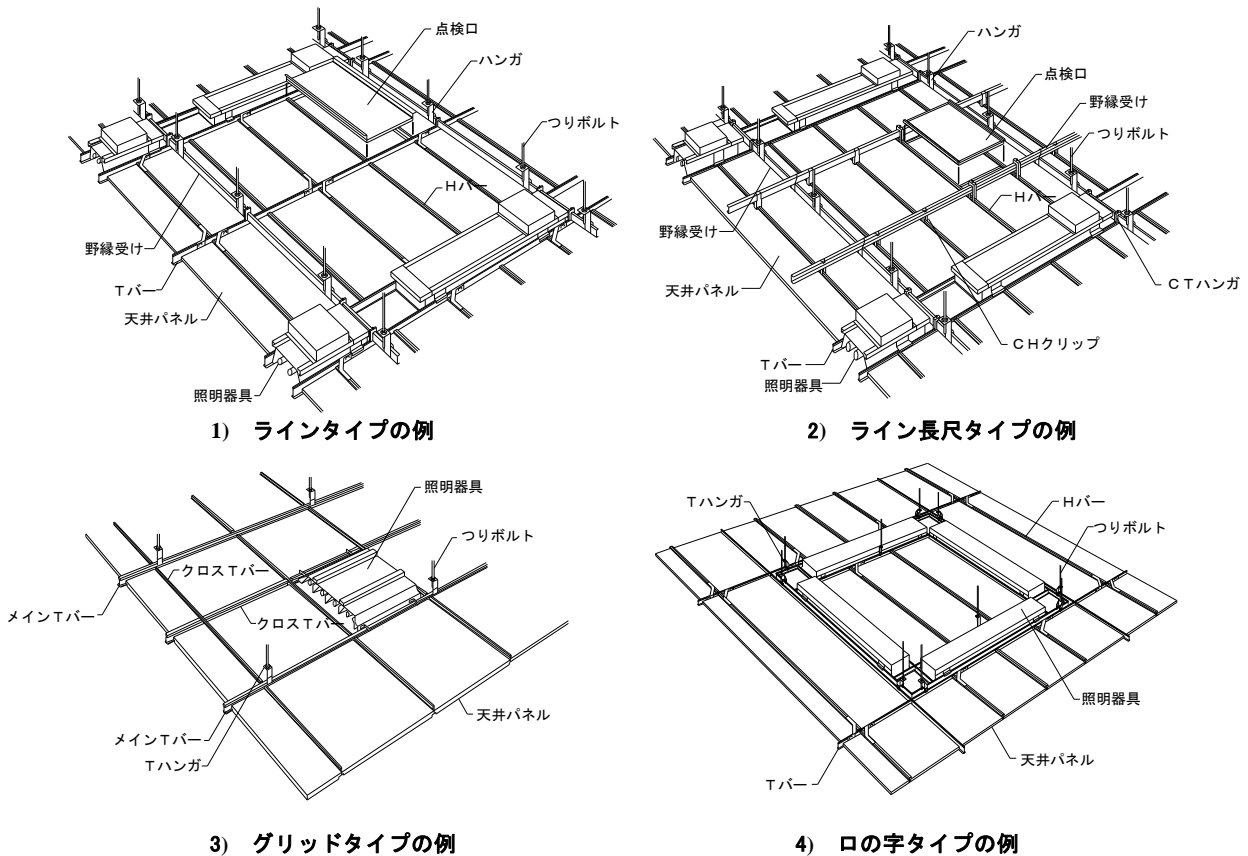 点検口
ハンガ
つりボルト
Hバー
野縁受け
Tバー
天井パネル
照明器具
1) ラインタイプの例
ハンガ
点検口
野縁受け
つりボルト
Hバー
野縁受け
天井パネル
CTハンガ
CHクリップ
Tバー
照明器具
2) ライン長尺タイプの例
照明器具
つりボルト
クロスTバー
メインTバー
クロスTバー
天井パネル
メインTバー
Tハンガ
3) グリッドタイプの例
Tハンガ
Hバー
つりボルト
照明器具
天井パネル
Tバー
4) ロの字タイプの例